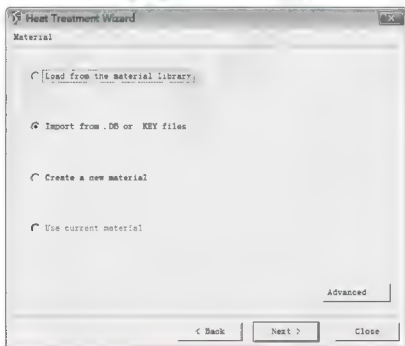 Heat Treatment Wizard
Material
Load from the material library
Import from .DB or KEY files
Create a new material
Use current material
Advanced
< Back Next > Close